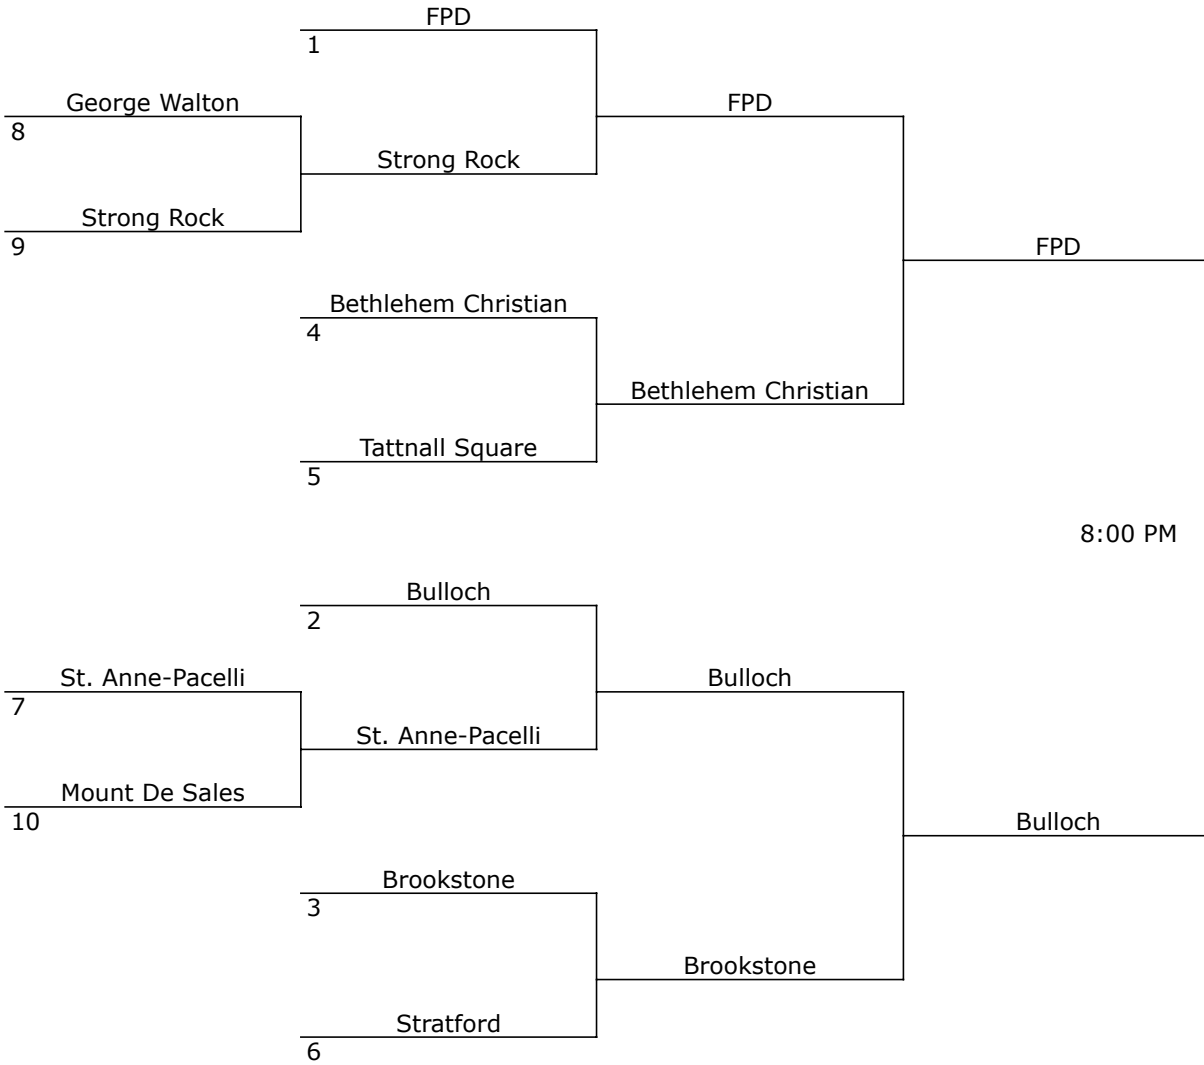 FPD
1
George Walton
FPD
8
Strong Rock
Strong Rock
9
FPD
Bethlehem Christian
4
Bethlehem Christian
Tattnall Square
5
8:00 PM
Bulloch
2
St. Anne-Pacelli
Bulloch
7
St. Anne-Pacelli
Mount De Sales
10
Bulloch
Brookstone
3
Brookstone
Stratford
6